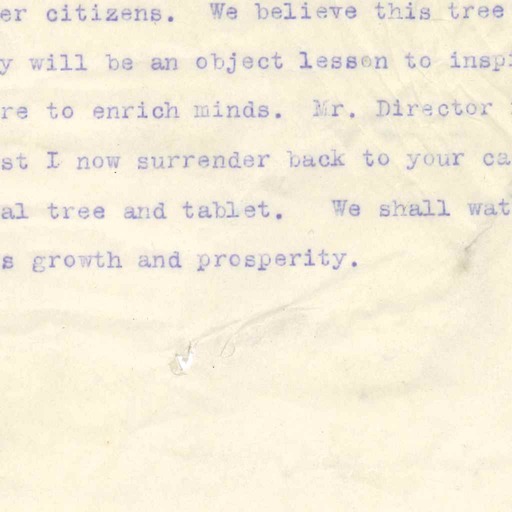 er citizens. We believe this tree
y will be an object lesson to inspi
re to enrich minds. Mr. Director
st I now surrender back to your ca
al tree and tablet. We shall wat
s growth and prosperity.